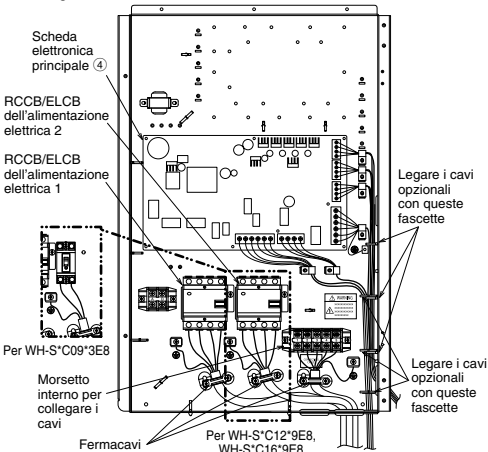 Scheda
elettronica
principale ④
RCCB/ELCB
dell'alimentazione
elettrica 2
RCCB/ELCB
dell'alimentazione
elettrica 1
Legare i cavi
opzionali
con queste
fascette
WARNING
Per WH-S*C09*3E8
Morsetto
interno per
collegare i
cavi
Fermacavi
Per WH-S*C12*9E8,
WH-S*C16*9E8
Legare i cavi
opzionali
con queste
fascette